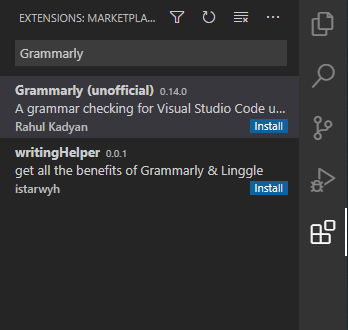 EXTENSIONS: MARKETPLA...
Grammarly
Grammarly (unofficial) 0.14.0
A grammar checking for Visual Studio Code u...
Rahul Kadyan Install
writingHelper 0.0.1
get all the benefits of Grammarly & Linggle
istarwyh Install